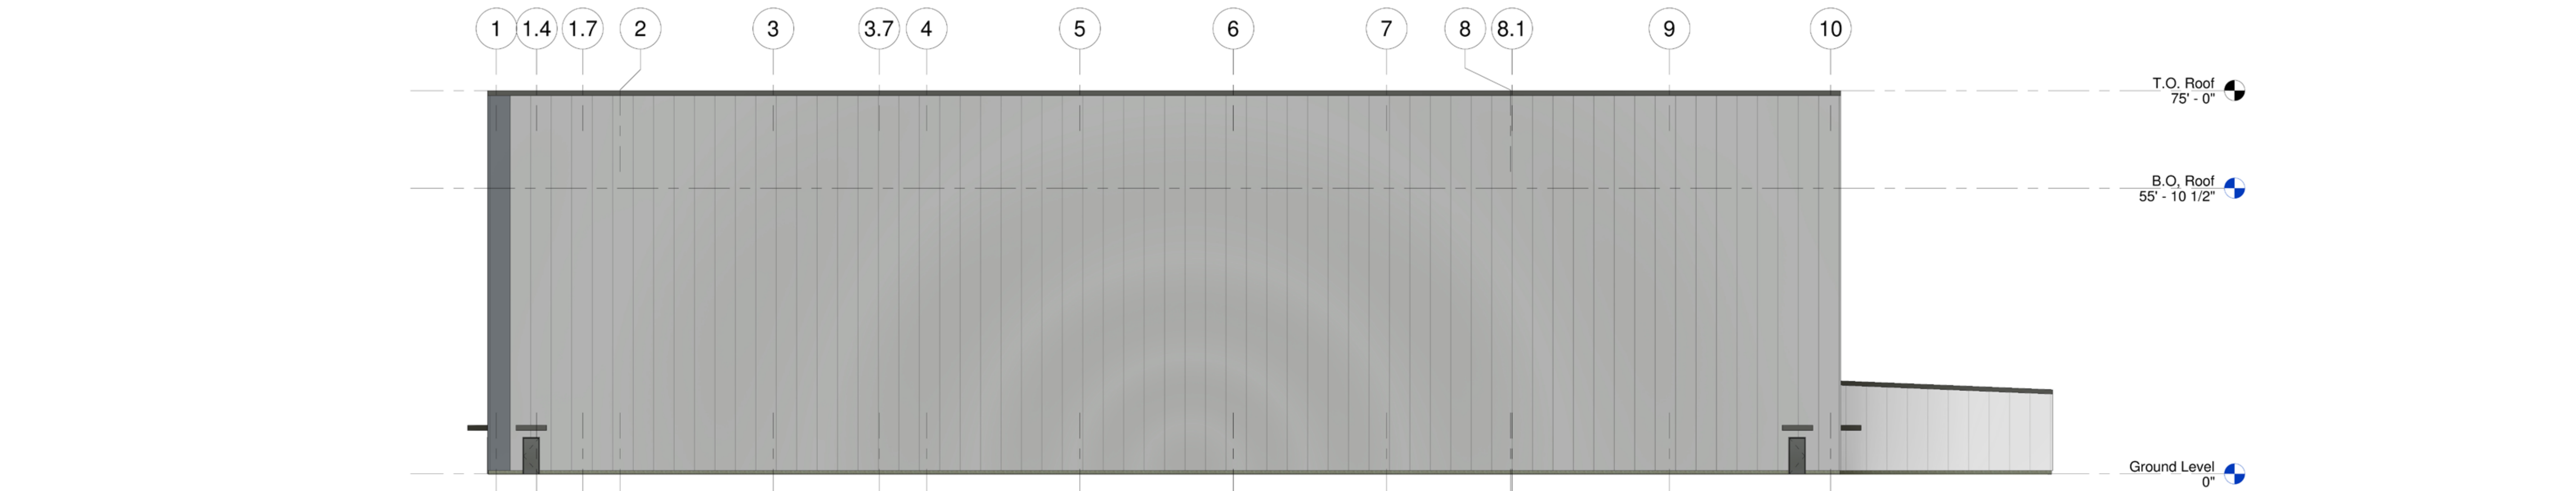 1 1.4 1.7 2 3 3.7 4 5 6 7 8 8.1 9 10
T.O. Roof
75' - 0"
B.O, Roof
55' - 10 1/2"
Ground Level
0"